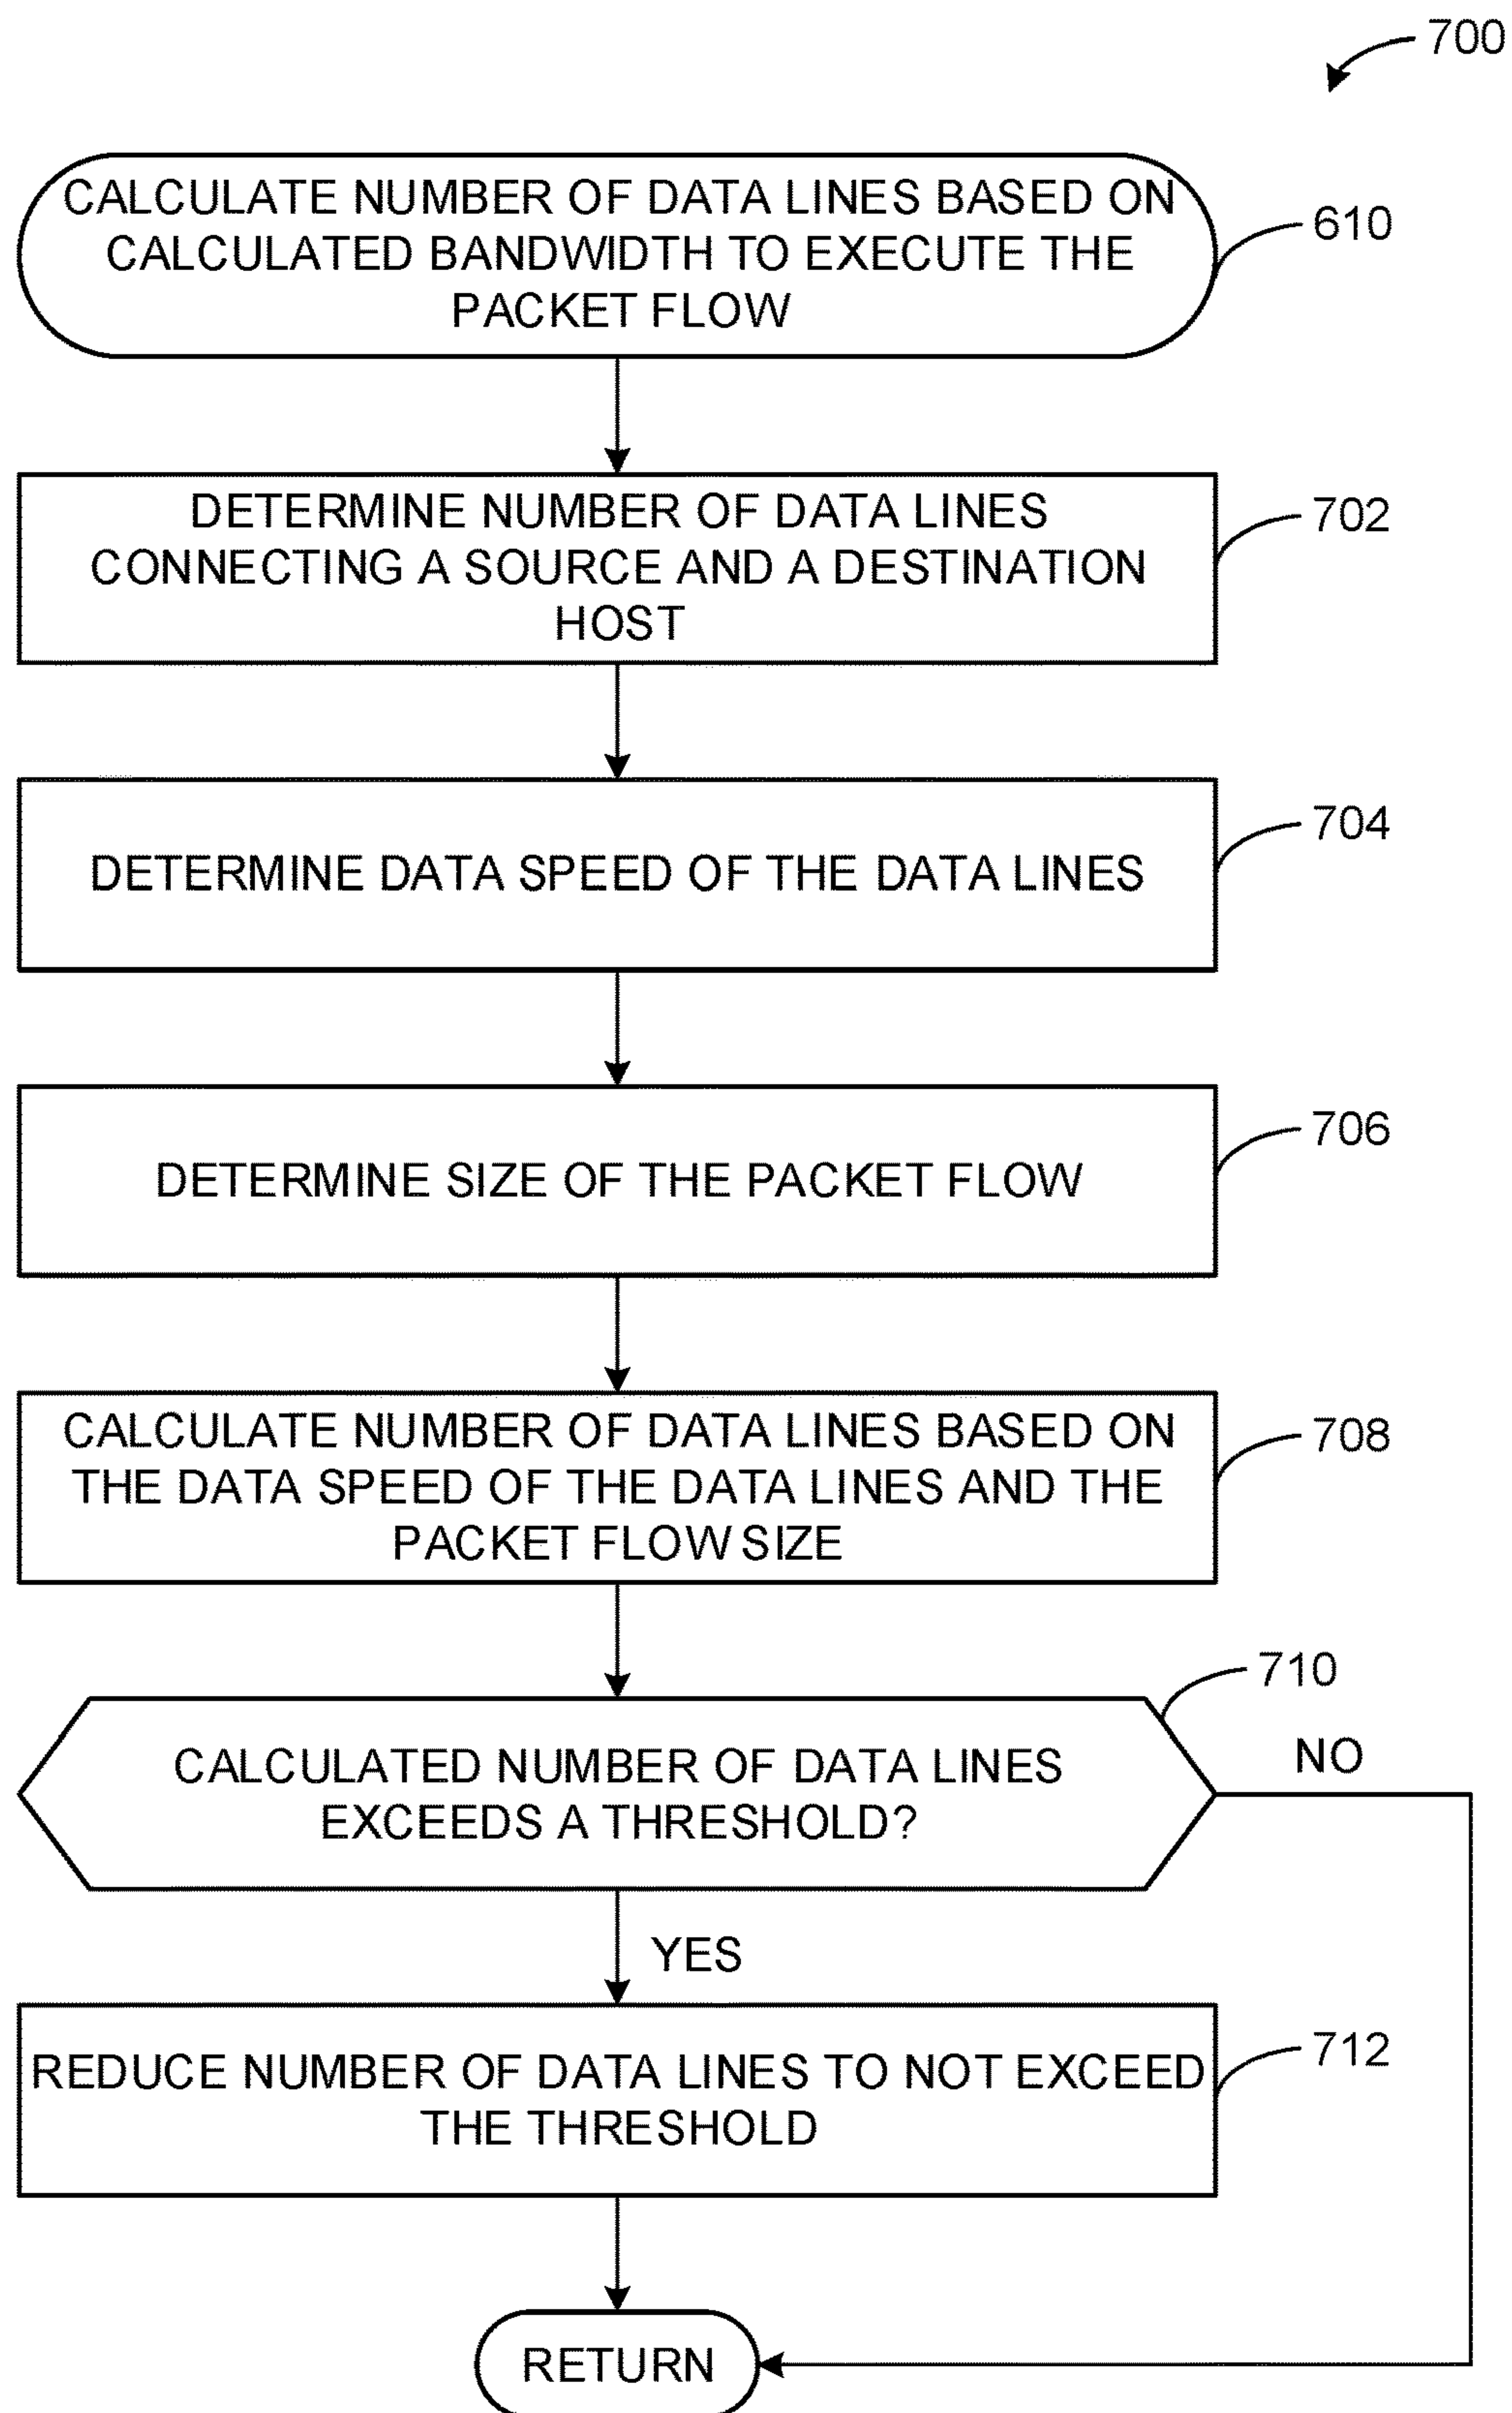 700
CALCULATE NUMBER OF DATA LINES BASED ON
CALCULATED BANDWIDTH TO EXECUTE THE
PACKET FLOW
610
DETERMINE NUMBER OF DATA LINES
CONNECTING A SOURCE AND A DESTINATION
HOST
702
DETERMINE DATA SPEED OF THE DATA LINES
704
DETERMINE SIZE OF THE PACKET FLOW
706
CALCULATE NUMBER OF DATA LINES BASED ON
THE DATA SPEED OF THE DATA LINES AND THE
PACKET FLOW SIZE
708
CALCULATED NUMBER OF DATA LINES
EXCEEDS A THRESHOLD?
710
NO
YES
REDUCE NUMBER OF DATA LINES TO NOT EXCEED
THE THRESHOLD
712
RETURN